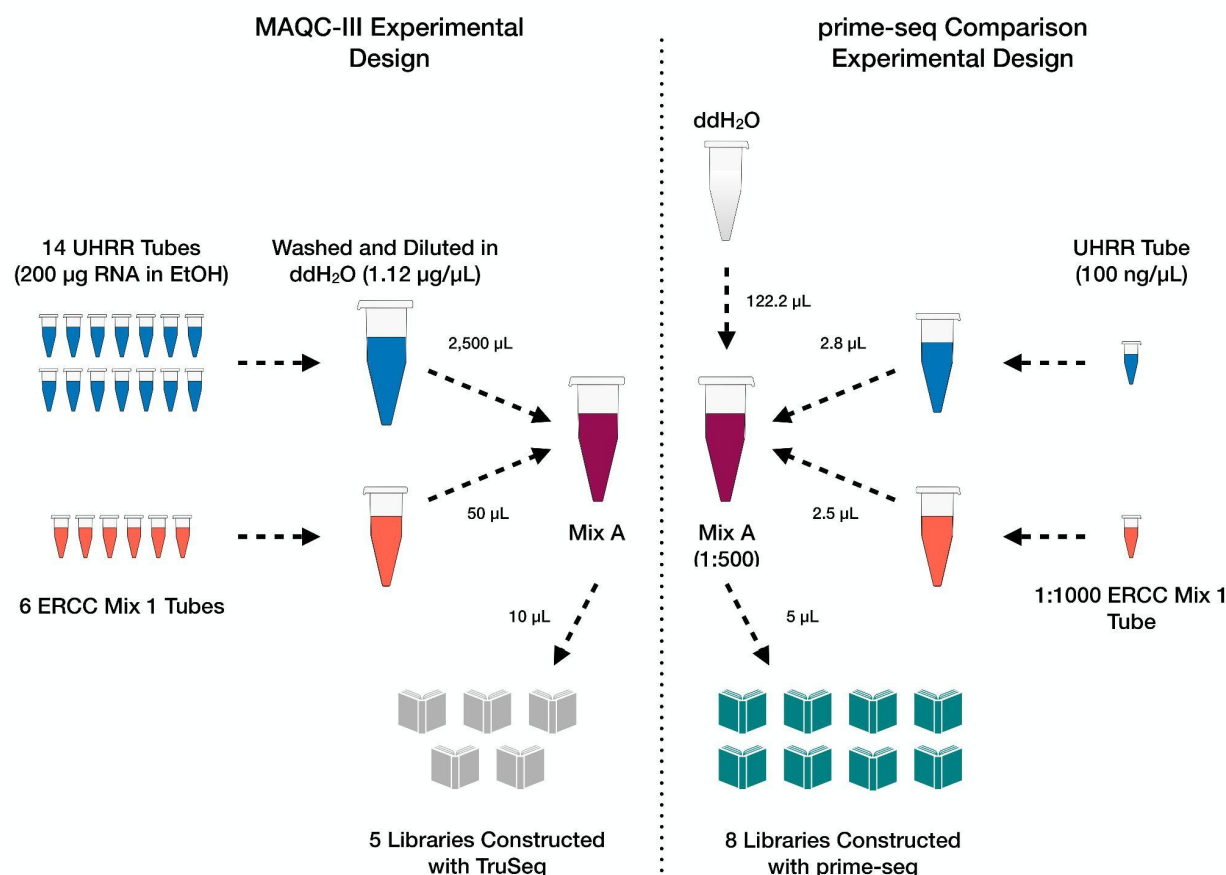 MAQC-III Experimental
Design
prime-seq Comparison
Experimental Design
ddH₂O
14 UHRR Tubes
(200 µg RNA in EtOH)
Washed and Diluted in
ddH₂O (1.12 µg/µL)
UHRR Tube
(100 ng/µL)
122.2 µL
2,500 µL
2.8 µL
50 µL
2.5 µL
Mix A
Mix A
(1:500)
6 ERCC Mix 1 Tubes
1:1000 ERCC Mix 1
Tube
10 µL
5 µL
5 Libraries Constructed
with TruSeq
8 Libraries Constructed
with prime-seq